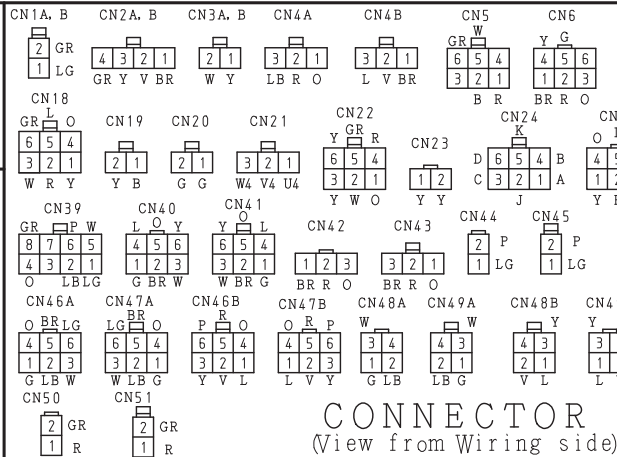 CN1A, B CN2A, B CN3A, B CN4A CN4B CN5 CN6
W
GR Y G
2 GR 4 3 2 1 2 1 3 2 1 3 2 1 6 5 4 4 5 6
1 LG GR Y V BR W Y LB R O L V BR 3 2 1 1 2 3
B R BR R O
CN18 CN19 CN20 CN21 CN22 CN23 CN24
GR L O Y GR R K O
6 5 4 2 1 2 1 3 2 1 6 5 4 1 2 D 6 5 4 B 4
3 2 1 Y B G G W4 V4 U4 3 2 1 Y Y C 3 2 1 A 1
W R Y Y W O J Y
CN39 CN40 CN41 CN42 CN43 CN44 CN45
GR P W L O Y Y O L
8 7 6 5 4 5 6 6 5 4 1 2 3 3 2 1 2 P 2 P
4 3 2 1 1 2 3 3 2 1 BR R O BR R O 1 LG 1 LG
O LB LG G BR W W BR G
CN46A CN47A CN46B CN47B CN48A CN49A CN48B
O BR LG LG BR O P R O O R P W W Y Y
4 5 6 6 5 4 6 5 4 4 5 6 3 4 4 3 4 3 3
1 2 3 3 2 1 3 2 1 1 2 3 1 2 2 1 2 1 1
G LB W W LB G Y V L L V Y G LB LB G V L L
CN50 CN51
2 GR 2 GR
1 R 1 R
CONNECTOR
(View from Wiring side)